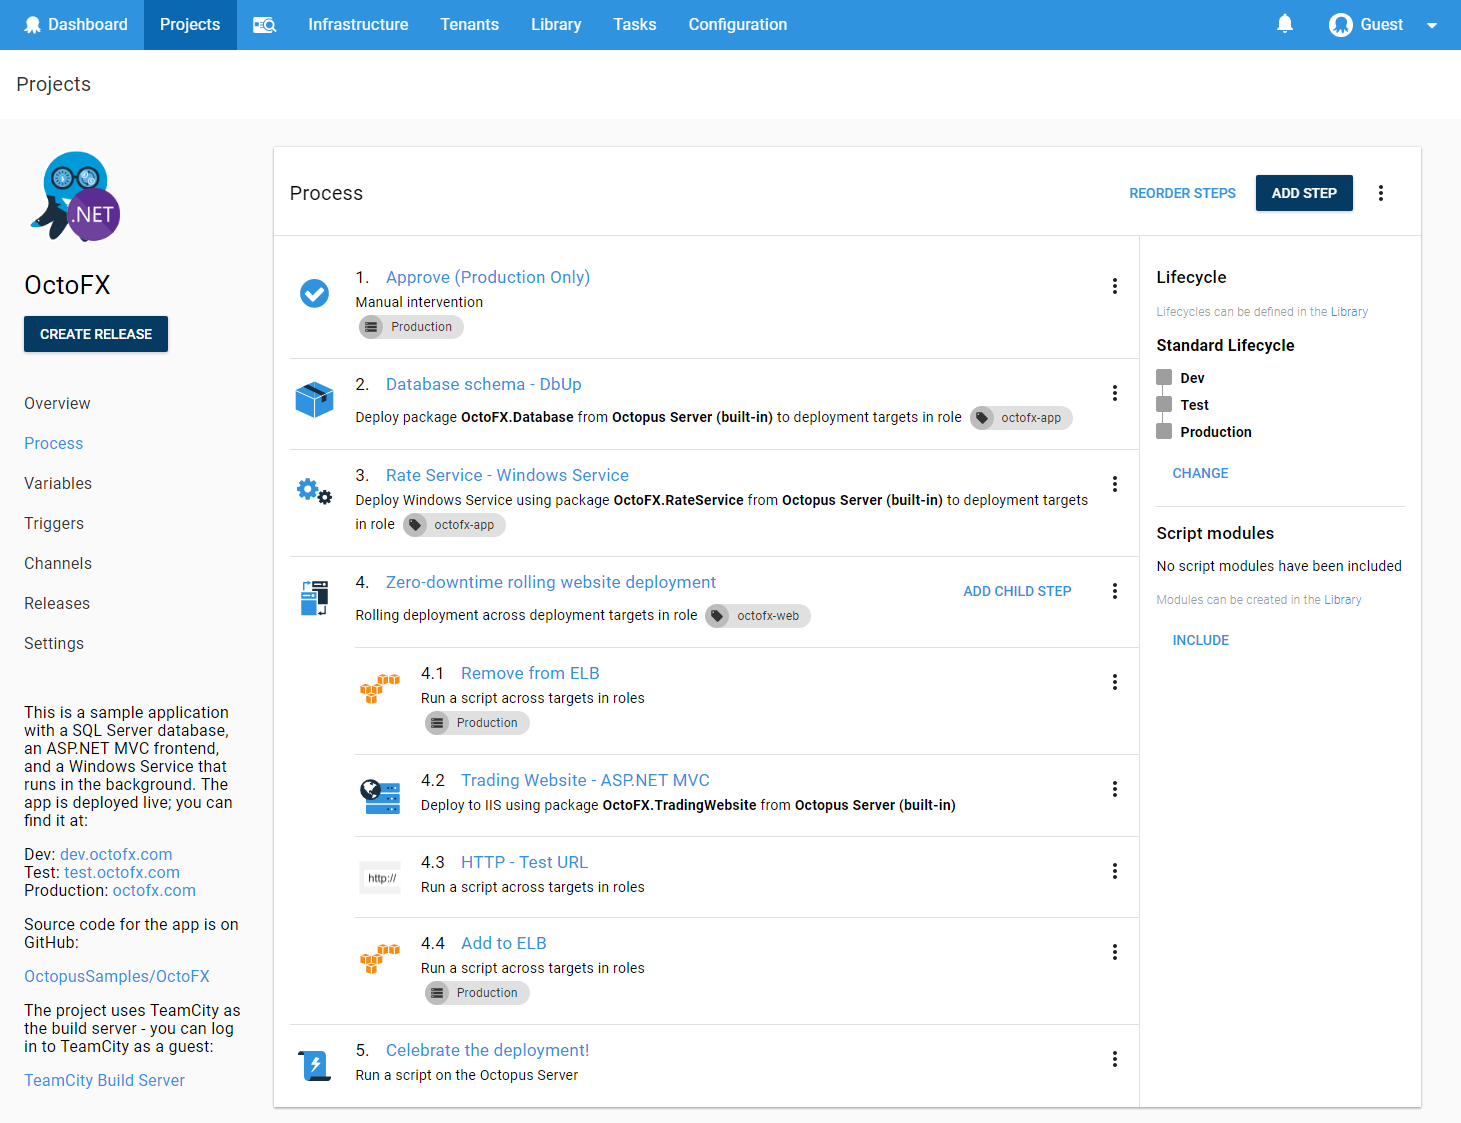 Dashboard
Projects
Infrastructure
Tenants
Library
Tasks
Configuration
Guest
Projects
.NET
OctoFX
CREATE RELEASE
Overview
Process
Variables
Triggers
Channels
Releases
Settings
This is a sample application
with a SQL Server database,
an ASP.NET MVC frontend,
and a Windows Service that
runs in the background. The
app is deployed live; you can
find it at:
Dev: dev.octofx.com
Test: test.octofx.com
Production: octofx.com
Source code for the app is on
GitHub:
OctopusSamples/OctoFX
The project uses TeamCity as
the build server - you can log
in to TeamCity as a guest:
TeamCity Build Server
Process
REORDER STEPS
ADD STEP
1. Approve (Production Only)
Manual intervention
Production
2. Database schema - DbUp
Deploy package OctoFX.Database from Octopus Server (built-in) to deployment targets in role octofx-app
3. Rate Service - Windows Service
Deploy Windows Service using package OctoFX.RateService from Octopus Server (built-in) to deployment targets
in role octofx-app
4. Zero-downtime rolling website deployment
ADD CHILD STEP
Rolling deployment across deployment targets in role octofx-web
4.1 Remove from ELB
Run a script across targets in roles
Production
4.2 Trading Website - ASP.NET MVC
Deploy to IIS using package OctoFX.TradingWebsite from Octopus Server (built-in)
http://
4.3 HTTP - Test URL
Run a script across targets in roles
4.4 Add to ELB
Run a script across targets in roles
Production
5. Celebrate the deployment!
Run a script on the Octopus Server
Lifecycle
Lifecycles can be defined in the Library
Standard Lifecycle
Dev
Test
Production
CHANGE
Script modules
No script modules have been included
Modules can be created in the Library
INCLUDE